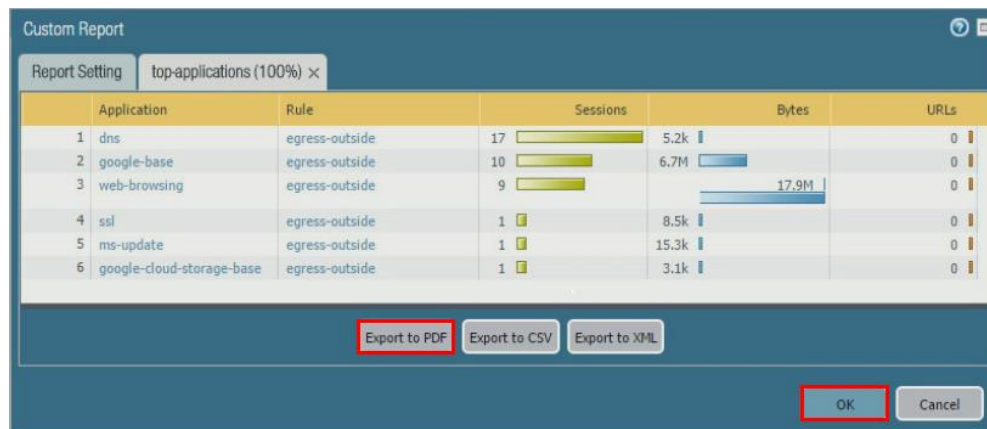 Custom Report
Report Setting top-applications (100%) ×
Application Rule Sessions Bytes URLs
1 dns egress-outside 17 5.2k 0
2 google-base egress-outside 10 6.7M 0
3 web-browsing egress-outside 9 17.9M 0
4 ssl egress-outside 1 8.5k 0
5 ms-update egress-outside 1 15.3k 0
6 google-cloud-storage-base egress-outside 1 3.1k 0
Export to PDF Export to CSV Export to XML
OK Cancel